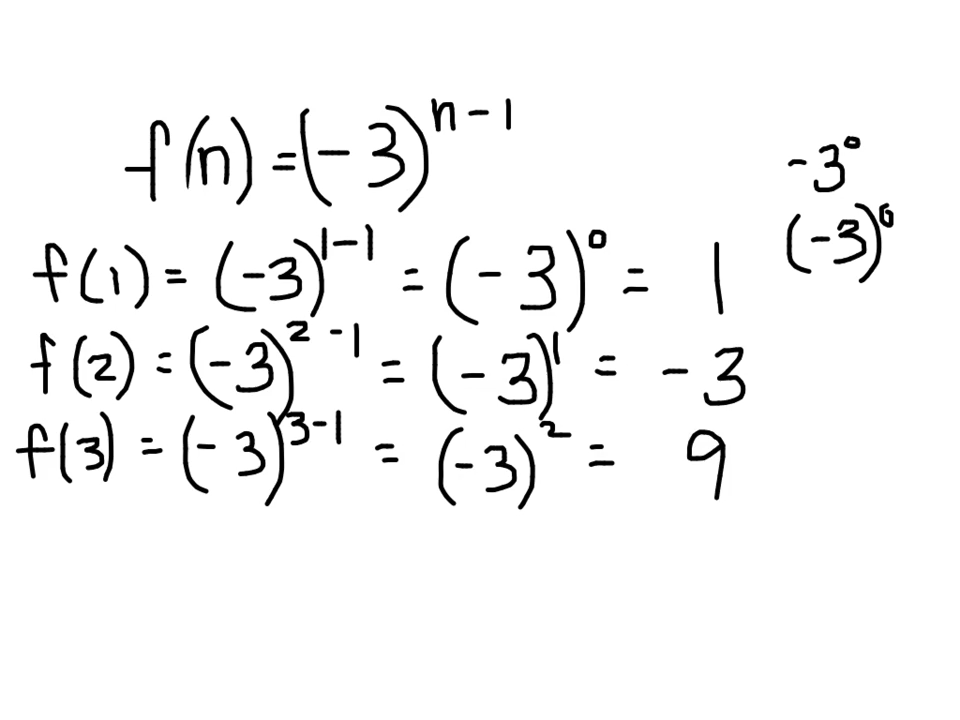 f(n) = (-3)^{n-1}
-3^0
(-3)^0
f(1) = (-3)^{1-1} = (-3)^0 = 1
f(2) = (-3)^{2-1} = (-3)^1 = -3
f(3) = (-3)^{3-1} = (-3)^2 = 9